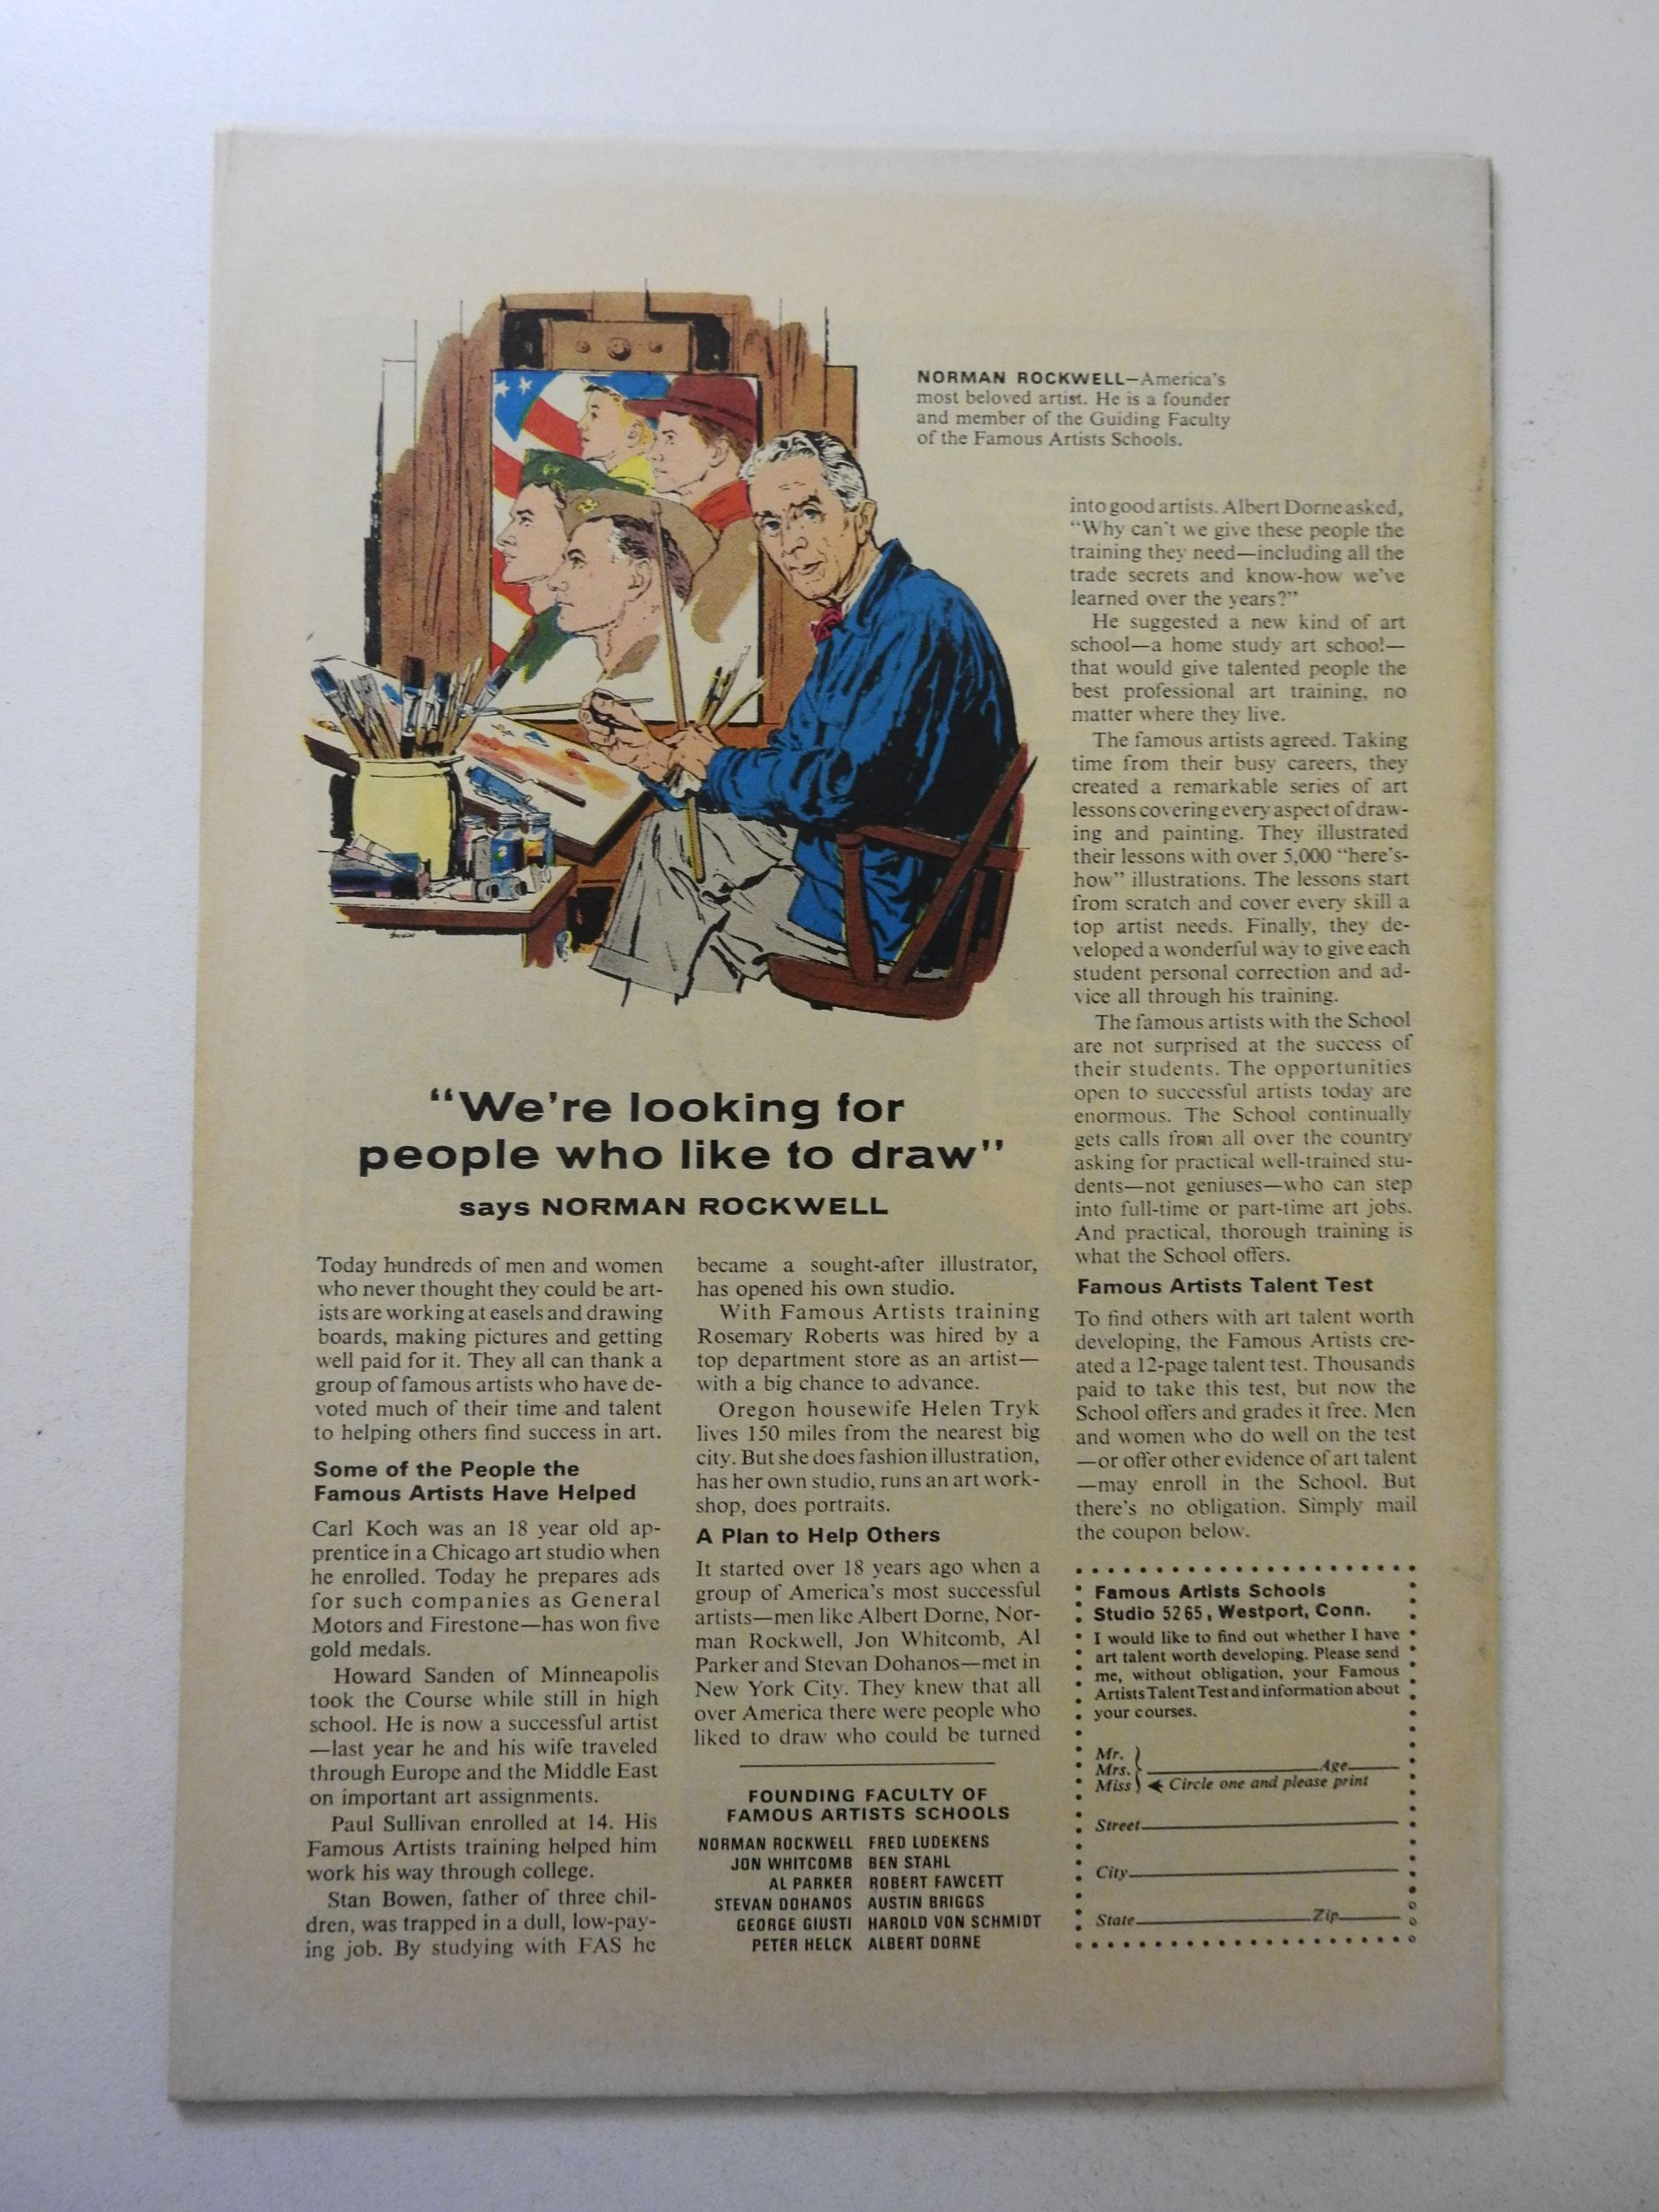 NORMAN ROCKWELL—America's
most beloved artist. He is a founder
and member of the Guiding Faculty
of the Famous Artists Schools.
"We're looking for
people who like to draw"
says NORMAN ROCKWELL
Today hundreds of men and women
who never thought they could be art-
ists are working at easels and drawing
boards, making pictures and getting
well paid for it. They all can thank a
group of famous artists who have de-
voted much of their time and talent
to helping others find success in art.
Some of the People the
Famous Artists Have Helped
Carl Koch was an 18 year old ap-
prentice in a Chicago art studio when
he enrolled. Today he prepares ads
for such companies as General
Motors and Firestone—has won five
gold medals.
Howard Sanden of Minneapolis
took the Course while still in high
school. He is now a successful artist
—last year he and his wife traveled
through Europe and the Middle East
on important art assignments.
Paul Sullivan enrolled at 14. His
Famous Artists training helped him
work his way through college.
Stan Bowen, father of three chil-
dren, was trapped in a dull, low-pay-
ing job. By studying with FAS he
became a sought-after illustrator,
has opened his own studio.
With Famous Artists training
Rosemary Roberts was hired by a
top department store as an artist—
with a big chance to advance.
Oregon housewife Helen Tryk
lives 150 miles from the nearest big
city. But she does fashion illustration,
has her own studio, runs an art work-
shop, does portraits.
A Plan to Help Others
It started over 18 years ago when a
group of America's most successful
artists—men like Albert Dorne, Nor-
man Rockwell, Jon Whitcomb, Al
Parker and Stevan Dohanos—met in
New York City. They knew that all
over America there were people who
liked to draw who could be turned
into good artists. Albert Dorne asked,
"Why can't we give these people the
training they need—including all the
trade secrets and know-how we've
learned over the years?"
He suggested a new kind of art
school—a home study art school—
that would give talented people the
best professional art training, no
matter where they live.
The famous artists agreed. Taking
time from their busy careers, they
created a remarkable series of art
lessons covering every aspect of draw-
ing and painting. They illustrated
their lessons with over 5,000 "here's-
how" illustrations. The lessons start
from scratch and cover every skill a
top artist needs. Finally, they de-
veloped a wonderful way to give each
student personal correction and ad-
vice all through his training.
The famous artists with the School
are not surprised at the success of
their students. The opportunities
open to successful artists today are
enormous. The School continually
gets calls from all over the country
asking for practical well-trained stu-
dents—not geniuses—who can step
into full-time or part-time art jobs.
And practical, thorough training is
what the School offers.
Famous Artists Talent Test
To find others with art talent worth
developing, the Famous Artists cre-
ated a 12-page talent test. Thousands
paid to take this test, but now the
School offers and grades it free. Men
and women who do well on the test
—or offer other evidence of art talent
—may enroll in the School. But
there's no obligation. Simply mail
the coupon below.
FOUNDING FACULTY OF
FAMOUS ARTISTS SCHOOLS
NORMAN ROCKWELL FRED LUDEKENS
JON WHITCOMB BEN STAHL
AL PARKER ROBERT FAWCETT
STEVAN DOHANOS AUSTIN BRIGGS
GEORGE GIUSTI HAROLD VON SCHMIDT
PETER HELCK ALBERT DORNE
Famous Artists Schools
Studio 5265, Westport, Conn.
I would like to find out whether I have
art talent worth developing. Please send
me, without obligation, your Famous
Artists Talent Test and information about
your courses.
Mr.
Mrs. Age
Miss Circle one and please print
Street
City
State Zip